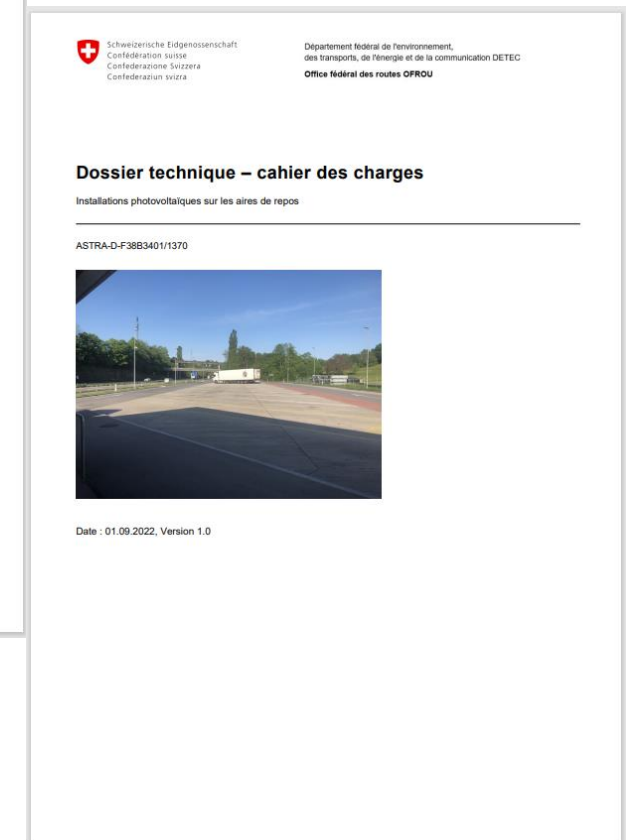 Schweizerische Eidgenossenschaft
Confédération suisse
Confederazione Svizzera
Confederaziun svizra
Département fédéral de l'environnement,
des transports, de l'énergie et de la communication DETEC
Office fédéral des routes OFROU
Dossier technique – cahier des charges
Installations photovoltaïques sur les aires de repos
ASTRA-D-F38B3401/1370
Date : 01.09.2022, Version 1.0